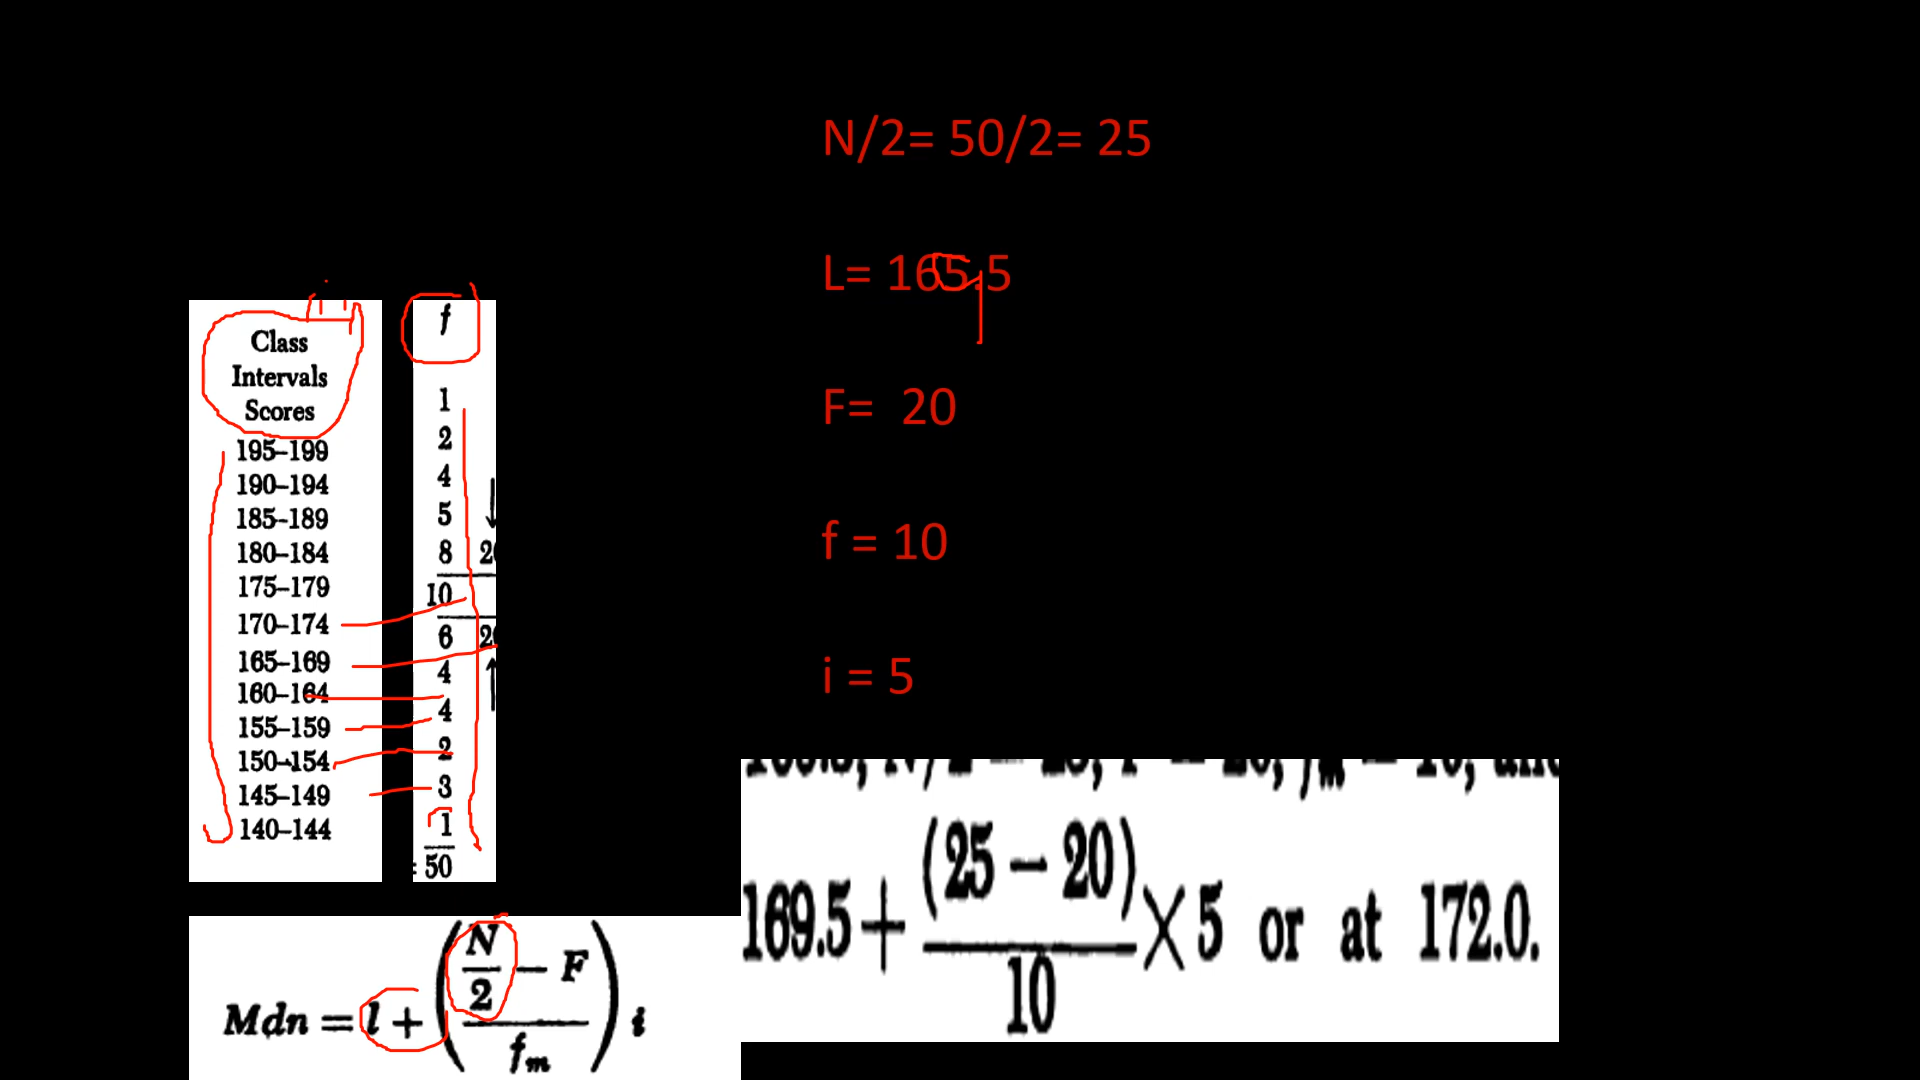 N/2= 50/2= 25
L= 165.5
F= 20
f = 10
i = 5
Class
Intervals
Scores
195–199
190–194
185–189
180–184
175–179
170–174
165–169
160–164
155–159
150–154
145–149
140–144
f
1
2
4
5
8
10
6
4
4
2
3
1
= 50
Mdn = l + ( N/2 – F / fm ) i
169.5 + (25 – 20) / 10 × 5 or at 172.0.